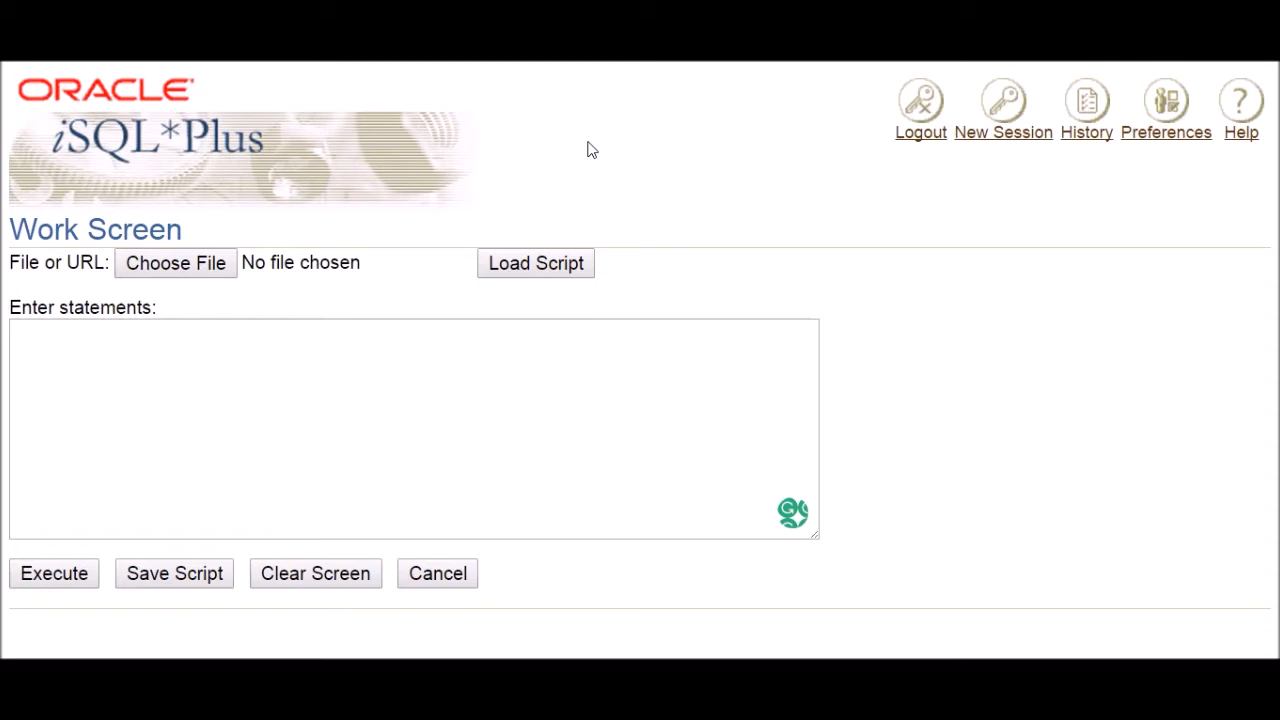 ORACLE
iSQL*Plus
Logout New Session History Preferences Help
Work Screen
File or URL: Choose File No file chosen Load Script
Enter statements:
Execute Save Script Clear Screen Cancel